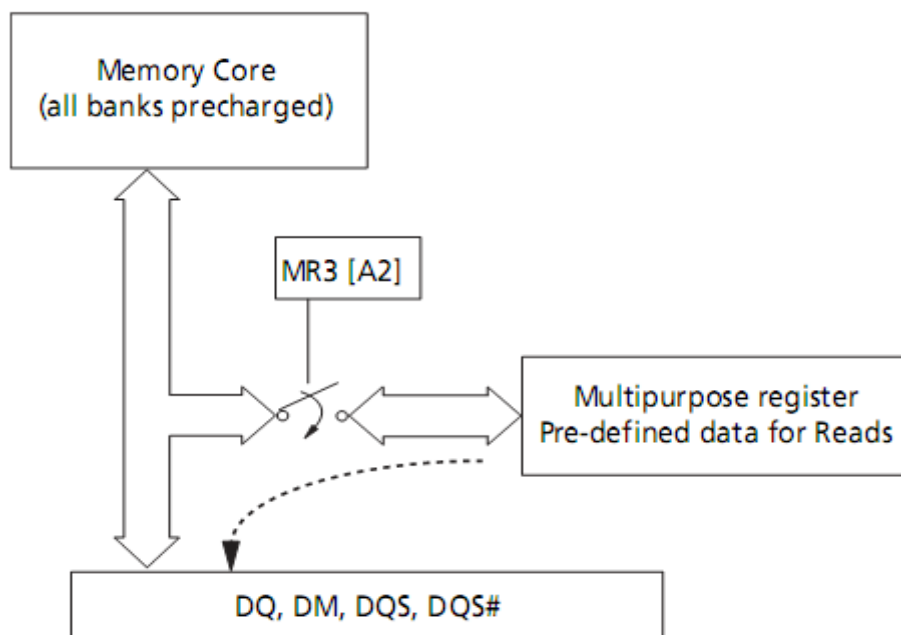 Memory Core
(all banks precharged)
MR3 [A2]
Multipurpose register
Pre-defined data for Reads
DQ, DM, DQS, DQS#